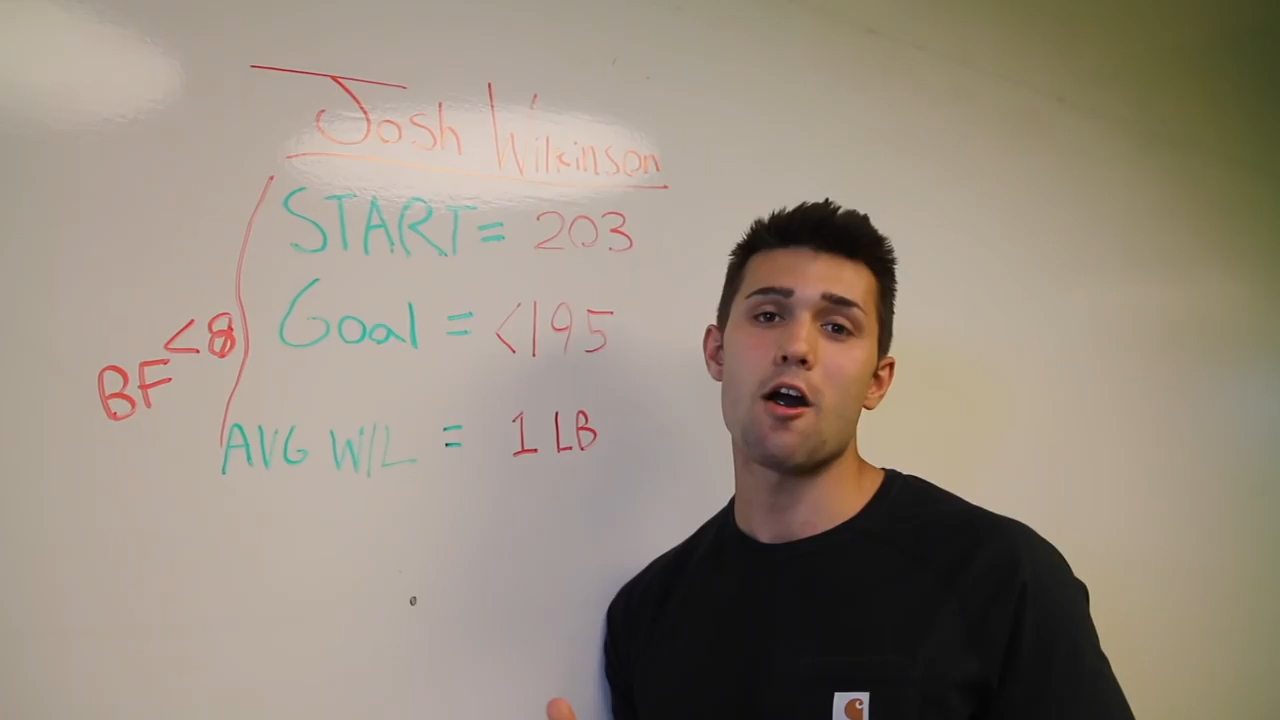 Josh Wilkinson
START = 203
Goal = <195
BF <8
AVG W/L = 1 LB